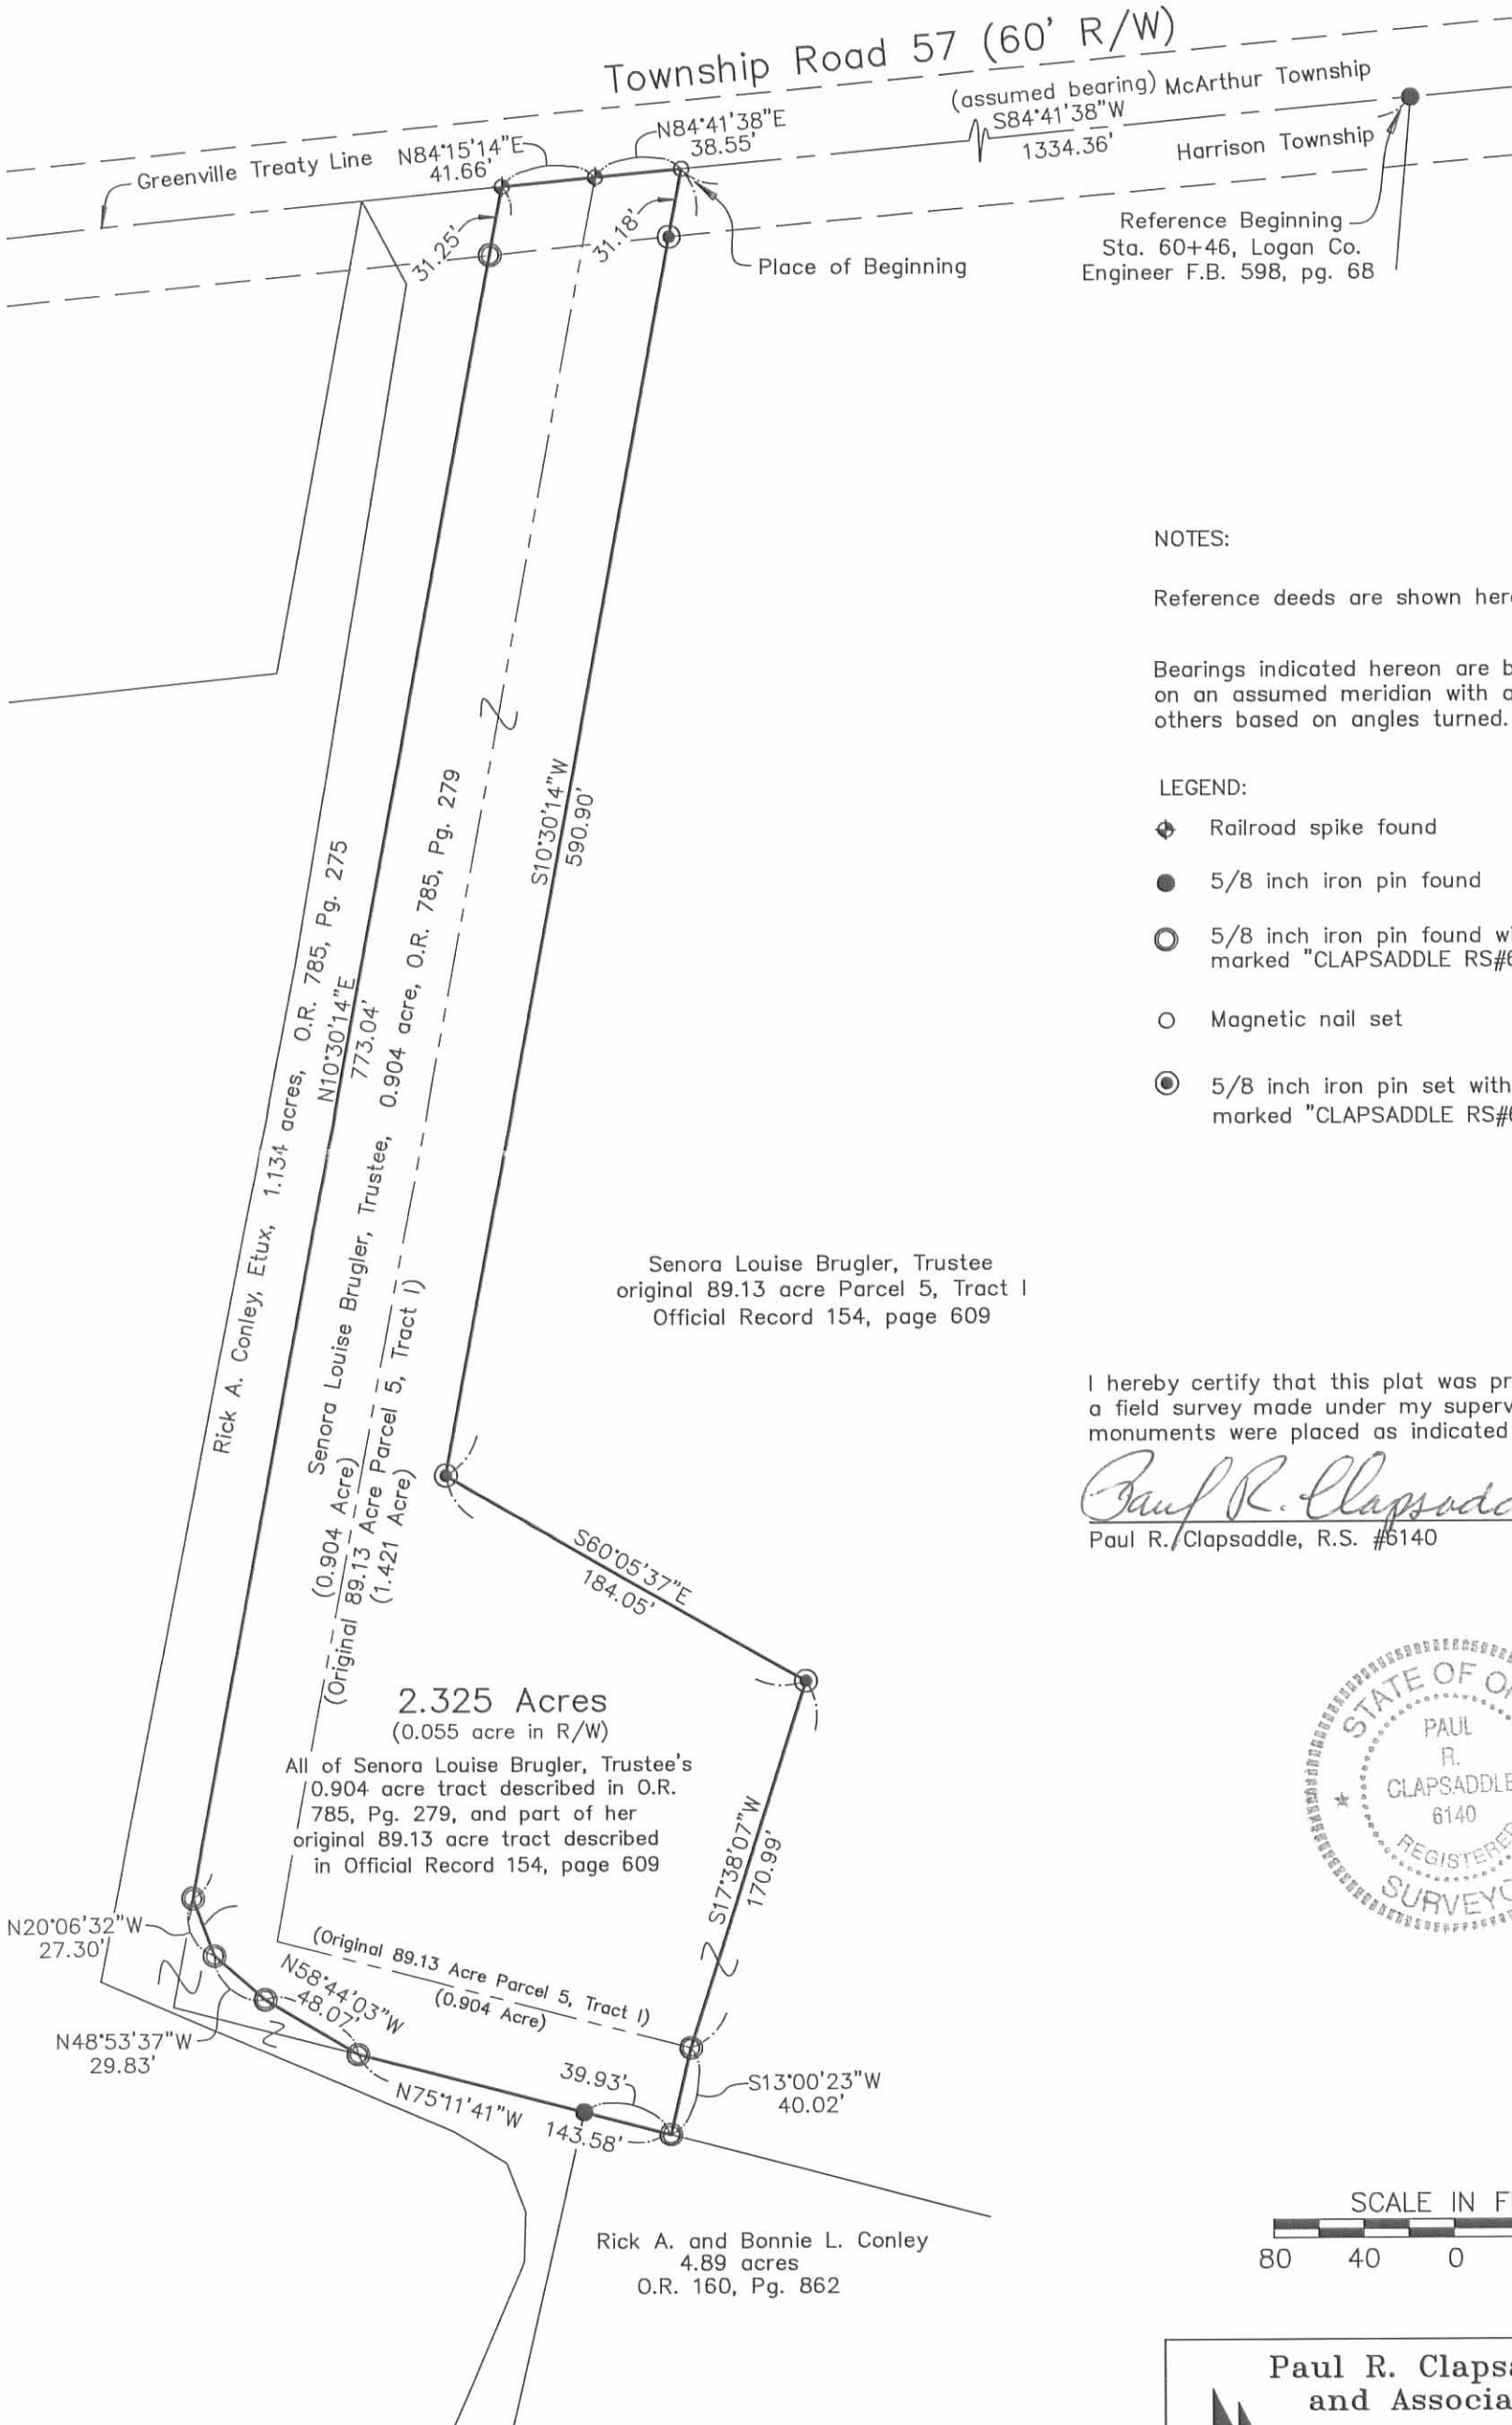 Township Road 57 (60' R/W)
(assumed bearing) McArthur Township
S84°41'38"W
1334.36'
Harrison Township
N84°41'38"E
38.55'
Greenville Treaty Line
N84°15'14"E
41.66'
31.25'
31.18'
Place of Beginning
Reference Beginning
Sta. 60+46, Logan Co.
Engineer F.B. 598, pg. 68
NOTES:
Reference deeds are shown here
Bearings indicated hereon are b
on an assumed meridian with a
others based on angles turned.
LEGEND:
Railroad spike found
5/8 inch iron pin found
5/8 inch iron pin found wi
marked "CLAPSADDLE RS#6
Magnetic nail set
5/8 inch iron pin set with
marked "CLAPSADDLE RS#6
S10°30'14"W
590.90'
Rick A. Conley, Etux, 1.134 acres, O.R. 785, Pg. 275
N10°30'14"E
773.04'
Senora Louise Brugler, Trustee, 0.904 acre, O.R. 785, Pg. 279
(0.904 Acre)
(Original 89.13 Acre Parcel 5, Tract I)
(1.421 Acre)
Senora Louise Brugler, Trustee
original 89.13 acre Parcel 5, Tract I
Official Record 154, page 609
I hereby certify that this plat was pr
a field survey made under my superv
monuments were placed as indicated
Paul R. Clapsadd
Paul R. Clapsaddle, R.S. #6140
S60°05'37"E
184.05'
STATE OF O
PAUL
R.
CLAPSADDLE
6140
REGISTERED
SURVEYO
2.325 Acres
(0.055 acre in R/W)
All of Senora Louise Brugler, Trustee's
0.904 acre tract described in O.R.
785, Pg. 279, and part of her
original 89.13 acre tract described
in Official Record 154, page 609
S17°38'07"W
170.99'
N20°06'32"W
27.30'
(Original 89.13 Acre Parcel 5, Tract I)
(0.904 Acre)
N58°44'03"W
48.07'
N48°53'37"W
29.83'
39.93'
S13°00'23"W
40.02'
N75°11'41"W
143.58'
Rick A. and Bonnie L. Conley
4.89 acres
O.R. 160, Pg. 862
SCALE IN F
80 40 0
Paul R. Clapsa
and Associa